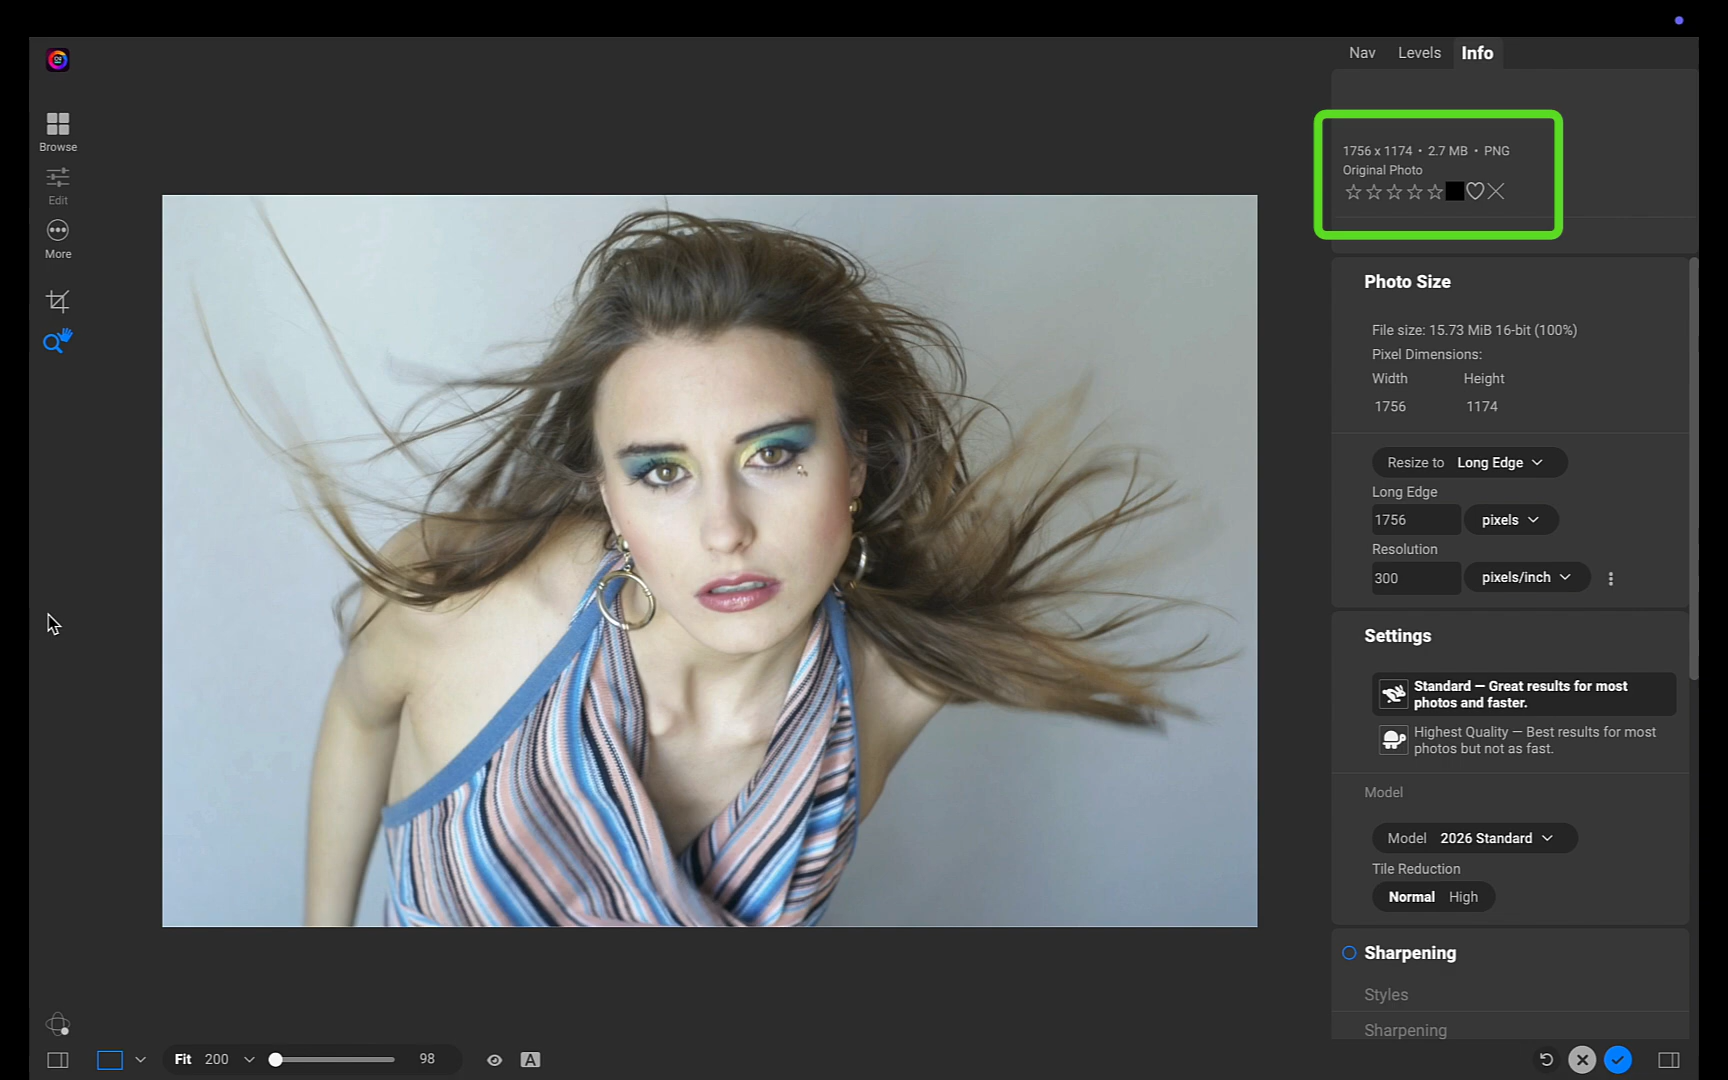 Nav Levels Info
Browse
Edit
More
1756 x 1174 • 2.7 MB • PNG
Original Photo
Photo Size
File size: 15.73 MiB 16-bit (100%)
Pixel Dimensions:
Width Height
1756 1174
Resize to Long Edge
Long Edge
1756 pixels
Resolution
300 pixels/inch
Settings
Standard — Great results for most
photos and faster.
Highest Quality — Best results for most
photos but not as fast.
Model
Model 2026 Standard
Tile Reduction
Normal High
Sharpening
Styles
Sharpening
Fit 200 98
A